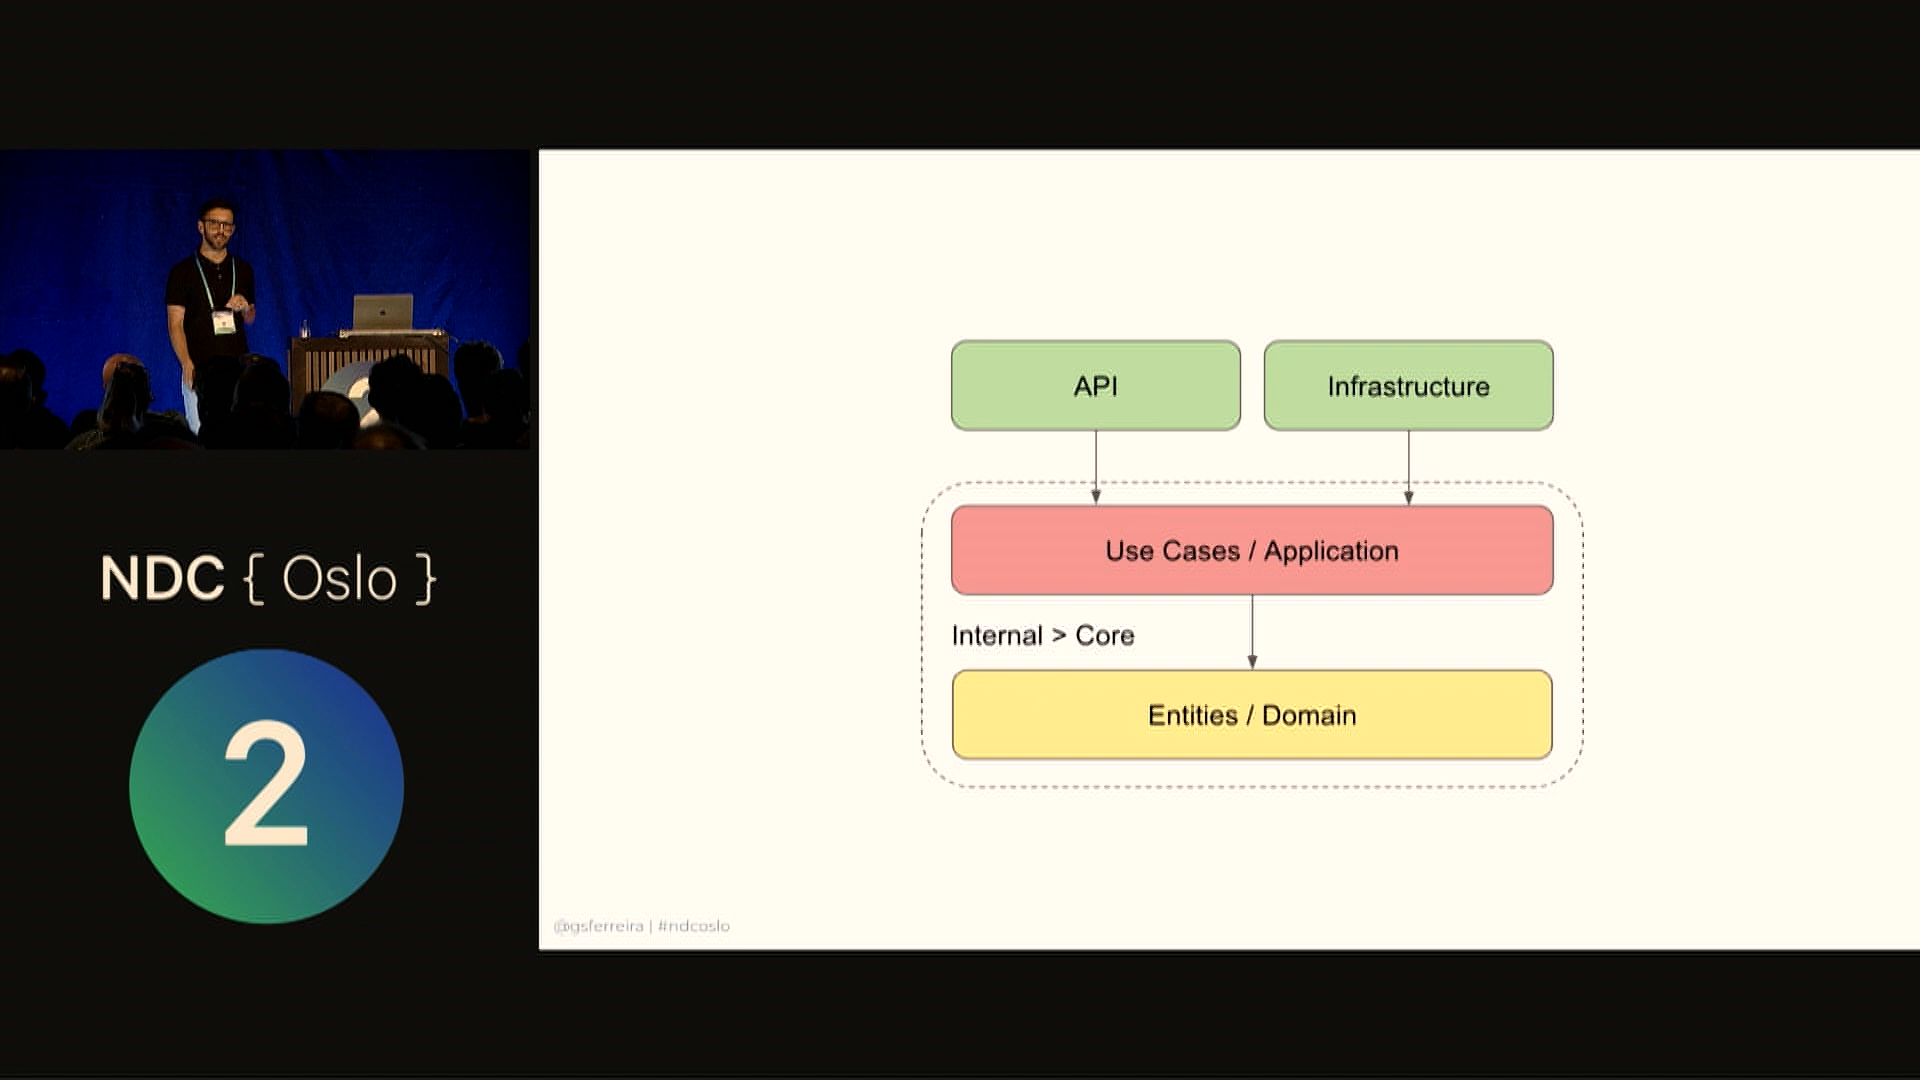 NDC { Oslo }
2
API
Infrastructure
Use Cases / Application
Internal > Core
Entities / Domain
@gsferreira | #ndcoslo